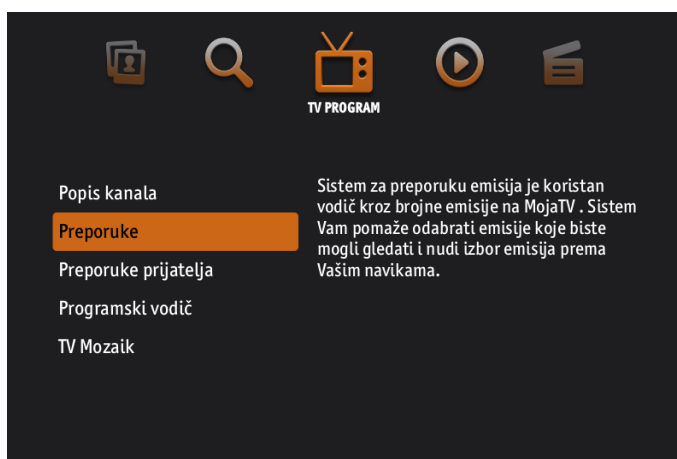 TV PROGRAM
Popis kanala
Preporuke
Preporuke prijatelja
Programski vodič
TV Mozaik
Sistem za preporuku emisija je koristan
vodič kroz brojne emisije na MojaTV . Sistem
Vam pomaže odabrati emisije koje biste
mogli gledati i nudi izbor emisija prema
Vašim navikama.